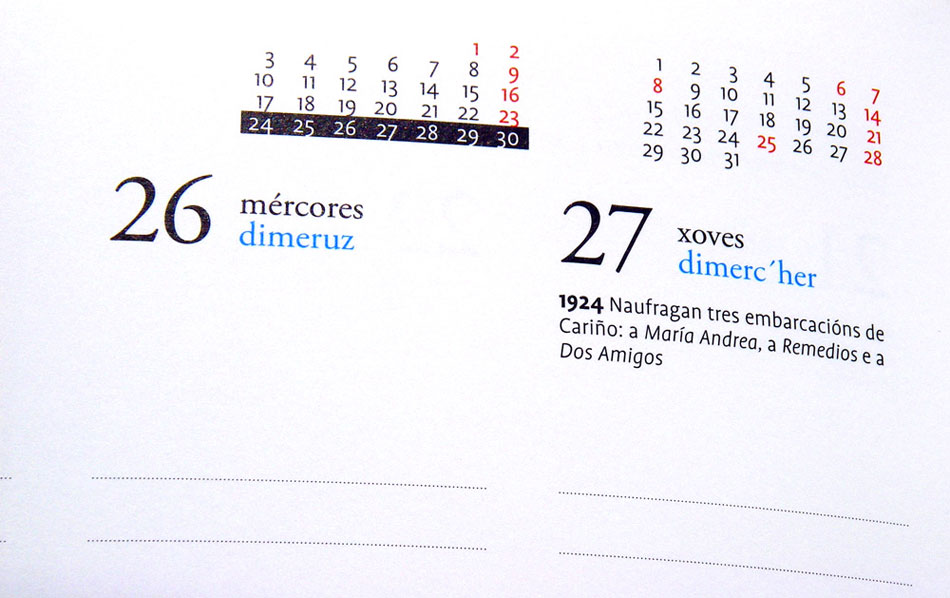 1 2
3 4 5 6 7 8 9
10 11 12 13 14 15 16
17 18 19 20 21 22 23
24 25 26 27 28 29 30
26 mércores
dimeruz
1 2 3 4 5 6 7
8 9 10 11 12 13 14
15 16 17 18 19 20 21
22 23 24 25 26 27 28
29 30 31
27 xoves
dimerc´her
1924 Naufragan tres embarcacións de
Cariño: a María Andrea, a Remedios e a
Dos Amigos